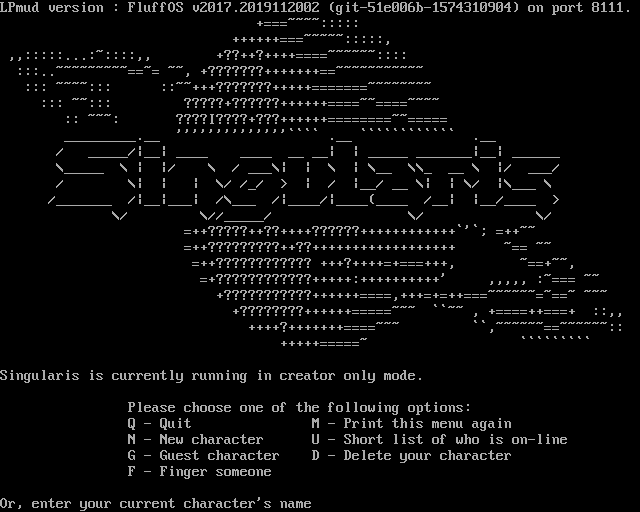 LPmud version : FluffOS v2017.2019112002 (git-51e006b-1574310904) on port 8111.
Singularis
Singularis is currently running in creator only mode.
Please choose one of the following options:
Q - Quit M - Print this menu again
N - New character U - Short list of who is on-line
G - Guest character D - Delete your character
F - Finger someone
Or, enter your current character's name